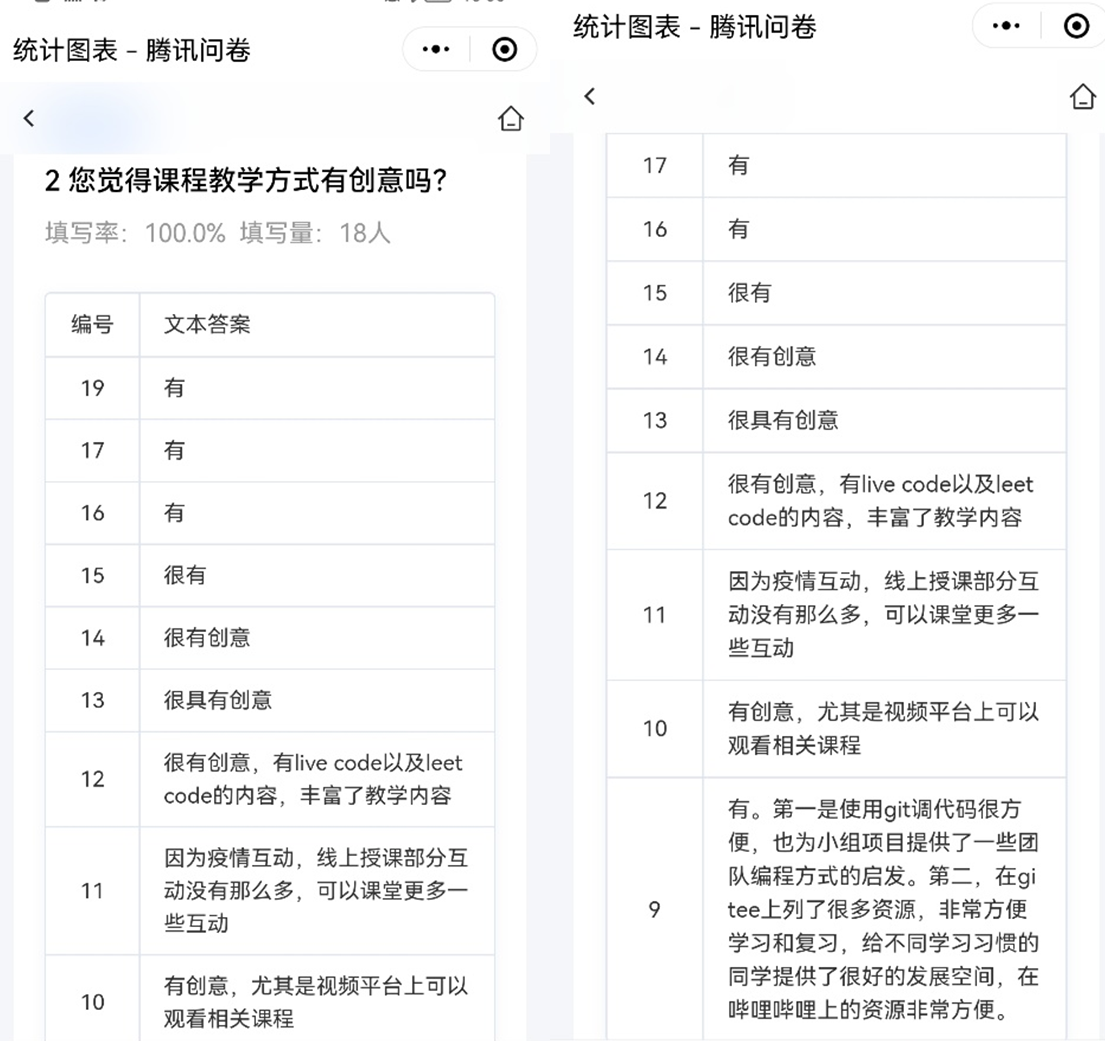 统计图表 - 腾讯问卷
2 您觉得课程教学方式有创意吗？
填写率： 100.0% 填写量： 18人
编号 文本答案
19 有
17 有
16 有
15 很有
14 很有创意
13 很具有创意
12 很有创意，有live code以及leet
code的内容，丰富了教学内容
11 因为疫情互动，线上授课部分互
动没有那么多，可以课堂更多一
些互动
10 有创意，尤其是视频平台上可以
观看相关课程
统计图表 - 腾讯问卷
17 有
16 有
15 很有
14 很有创意
13 很具有创意
12 很有创意，有live code以及leet
code的内容，丰富了教学内容
11 因为疫情互动，线上授课部分互
动没有那么多，可以课堂更多一
些互动
10 有创意，尤其是视频平台上可以
观看相关课程
9 有。第一是使用git调代码很方
便，也为小组项目提供了一些团
队编程方式的启发。第二，在gi
tee上列了很多资源，非常方便
学习和复习，给不同学习习惯的
同学提供了很好的发展空间，在
哔哩哔哩上的资源非常方便。